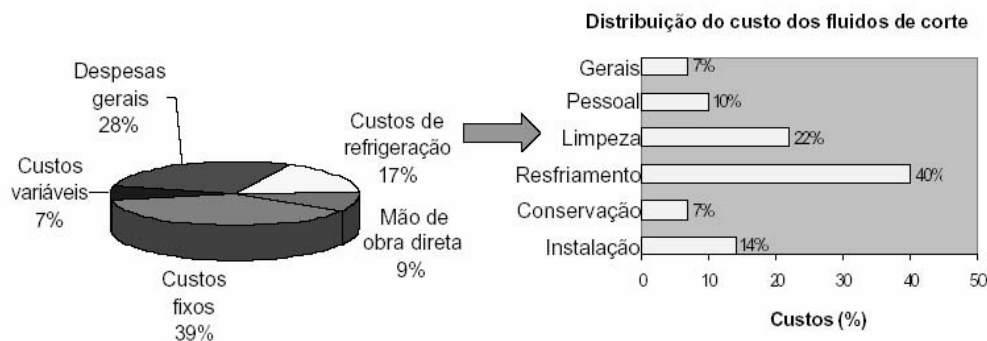 Despesas
gerais
28%
Custos de
refrigeração
17%
Custos
variáveis
7%
Mão de
obra direta
9%
Custos
fixos
39%
Distribuição do custo dos fluidos de corte
Gerais 7%
Pessoal 10%
Limpeza 22%
Resfriamento 40%
Conservação 7%
Instalação 14%
0 10 20 30 40 50
Custos (%)